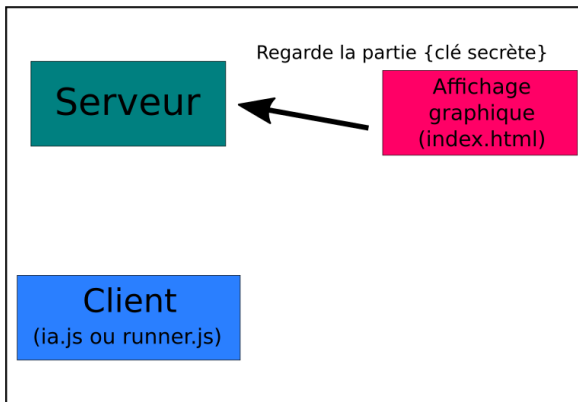 Regarde la partie {clé secrète}
Serveur
Affichage
graphique
(index.html)
Client
(ia.js ou runner.js)